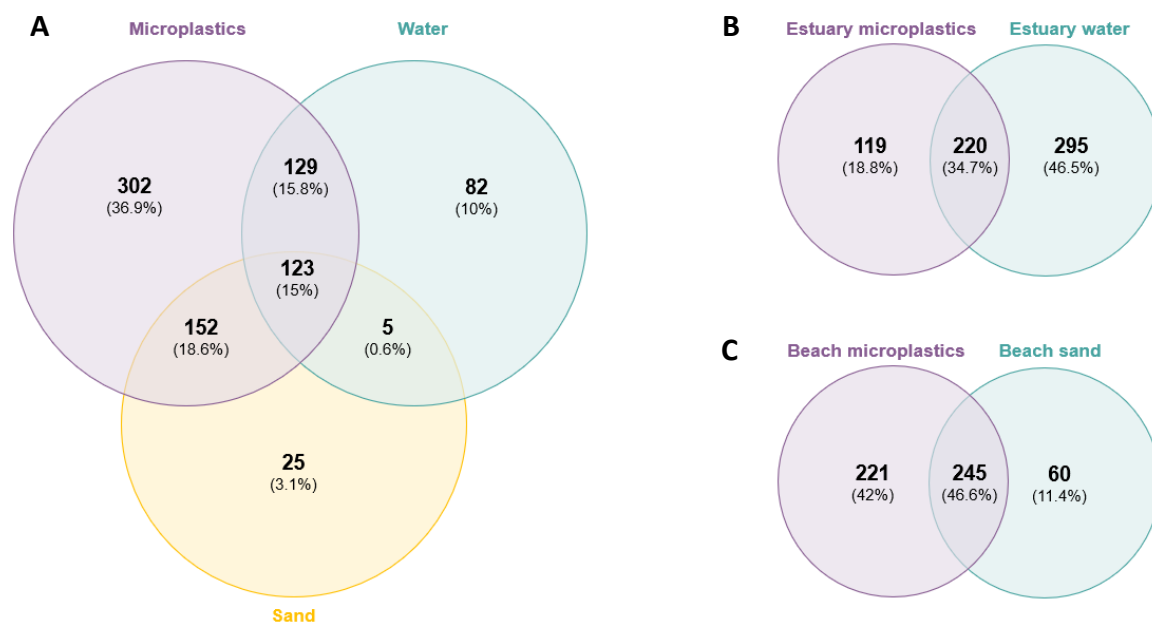 A
Microplastics
Water
302
(36.9%)
129
(15.8%)
82
(10%)
123
(15%)
152
(18.6%)
5
(0.6%)
25
(3.1%)
Sand
B
Estuary microplastics
Estuary water
119
(18.8%)
220
(34.7%)
295
(46.5%)
C
Beach microplastics
Beach sand
221
(42%)
245
(46.6%)
60
(11.4%)